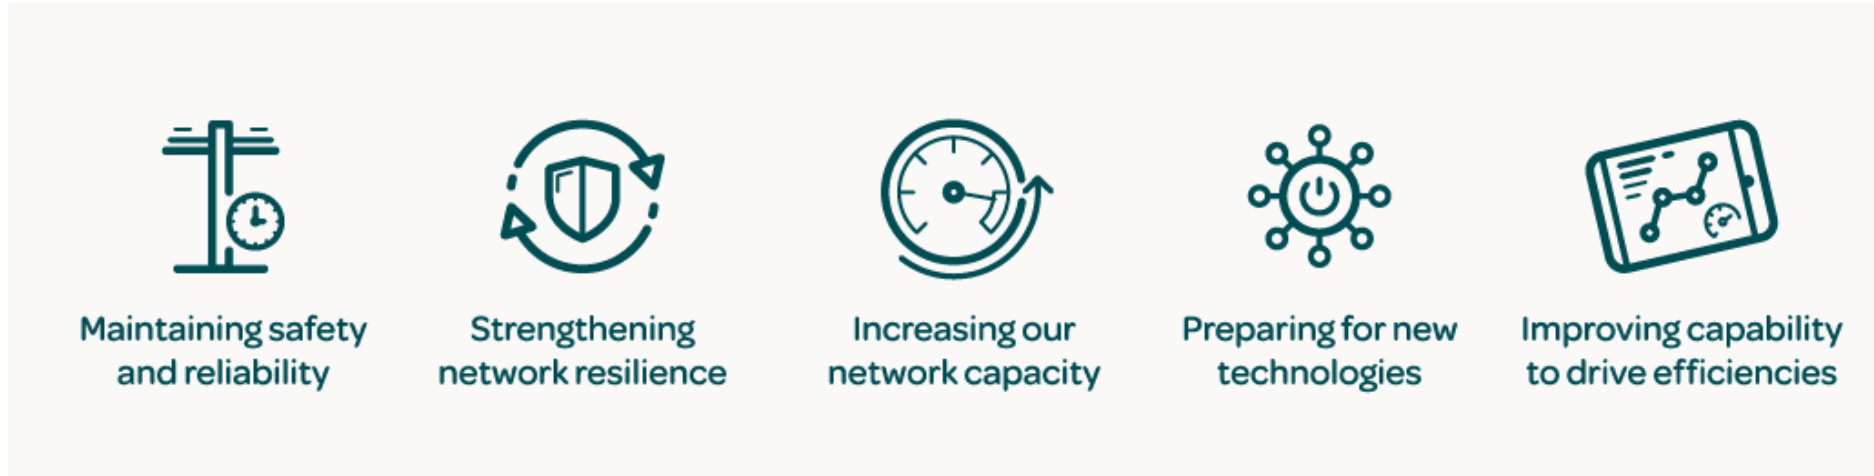 Maintaining safety
and reliability
Strengthening
network resilience
Increasing our
network capacity
Preparing for new
technologies
Improving capability
to drive efficiencies